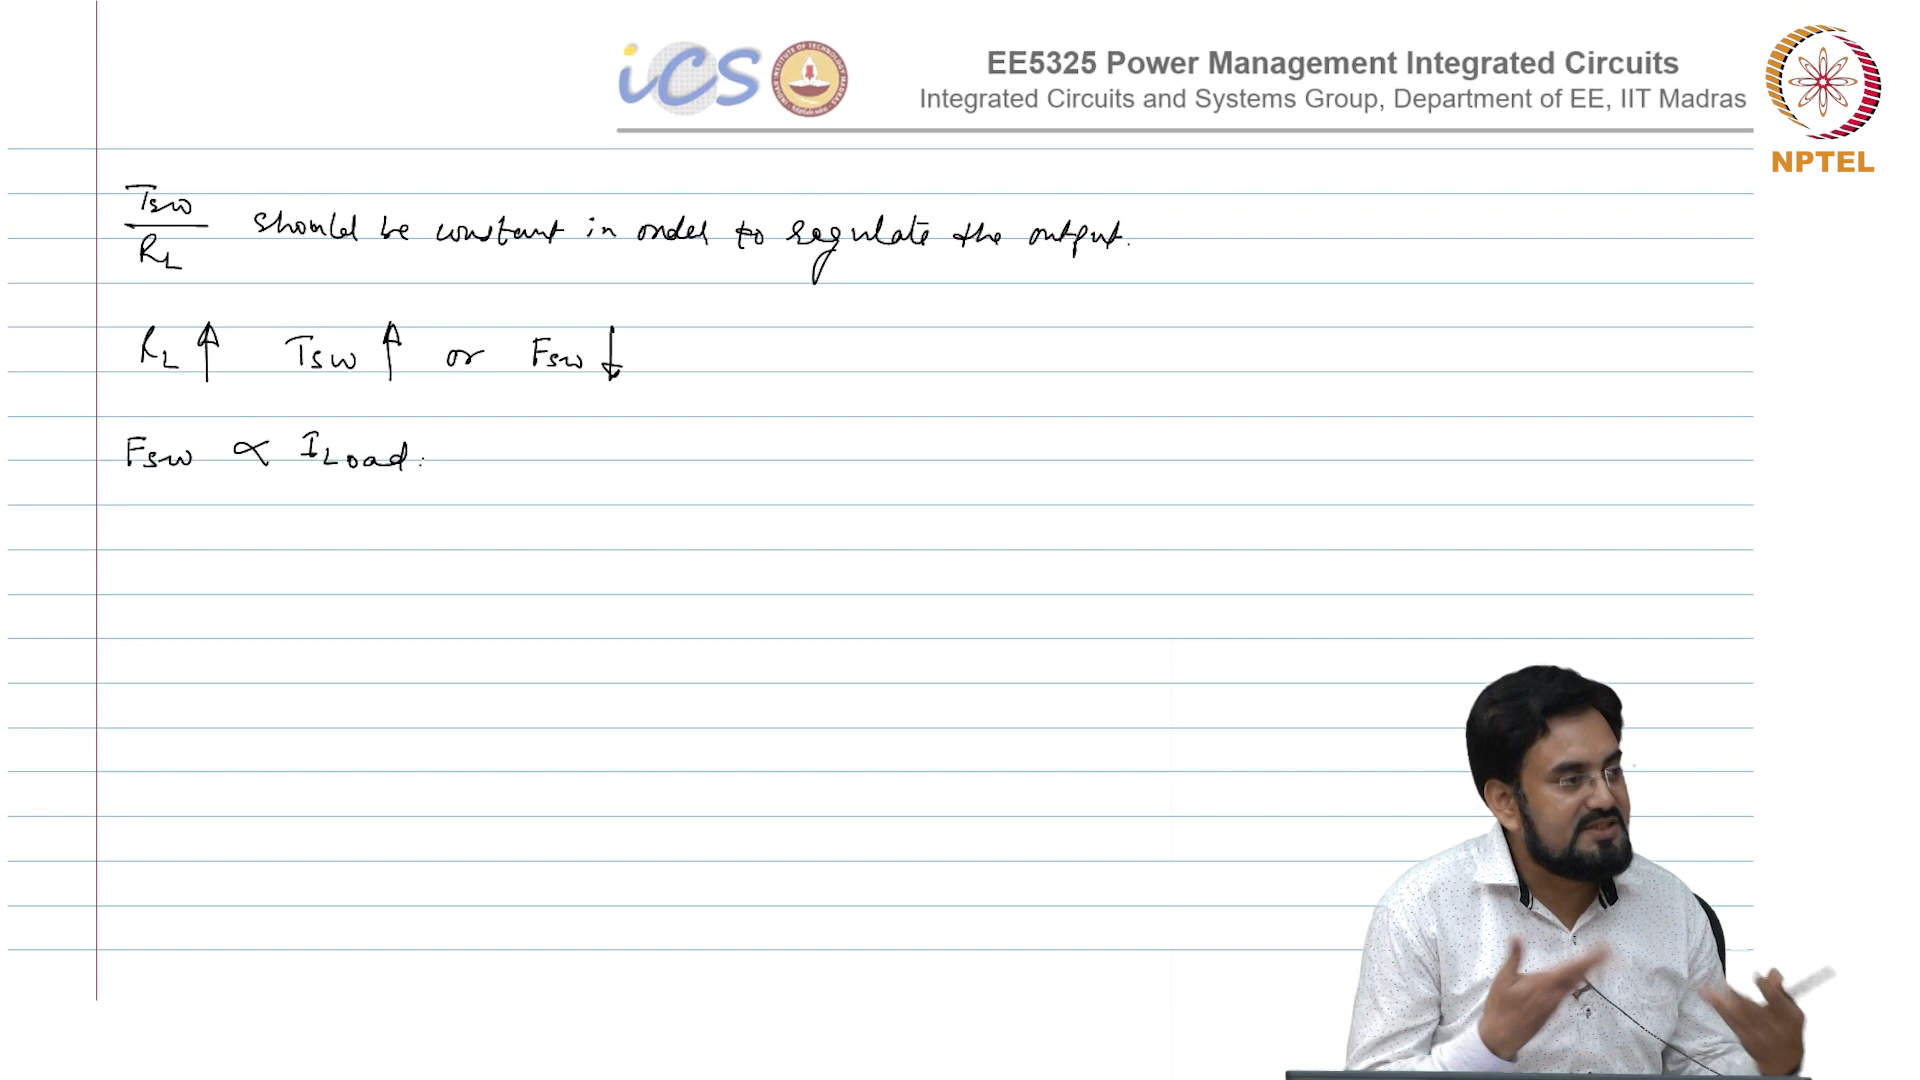 iCS
EE5325 Power Management Integrated Circuits
Integrated Circuits and Systems Group, Department of EE, IIT Madras
NPTEL
Tsw
RL
should be constant in order to regulate the output.
RL ↑ Tsw ↑ or Fsw ↓
Fsw ∝ ILoad.